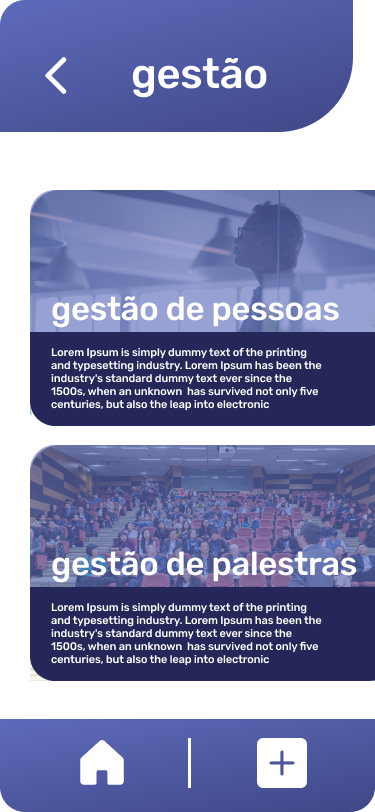 gestão
gestão de pessoas
Lorem Ipsum is simply dummy text of the printing
and typesetting industry. Lorem Ipsum has been the
industry's standard dummy text ever since the
1500s, when an unknown  has survived not only five
centuries, but also the leap into electronic
gestão de palestras
Lorem Ipsum is simply dummy text of the printing
and typesetting industry. Lorem Ipsum has been the
industry's standard dummy text ever since the
1500s, when an unknown  has survived not only five
centuries, but also the leap into electronic